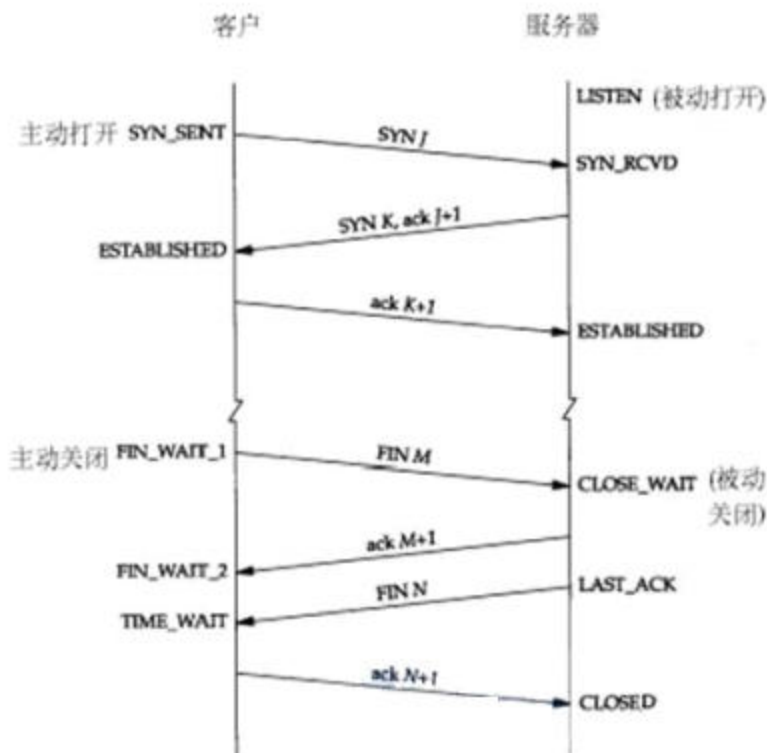 客户
服务器
LISTEN (被动打开)
主动打开 SYN_SENT
SYN J
SYN_RCVD
SYN K, ack J+1
ESTABLISHED
ack K+1
ESTABLISHED
主动关闭 FIN_WAIT_1
FIN M
CLOSE_WAIT (被动
关闭)
ack M+1
FIN_WAIT_2
LAST_ACK
FIN N
TIME_WAIT
ack N+1
CLOSED